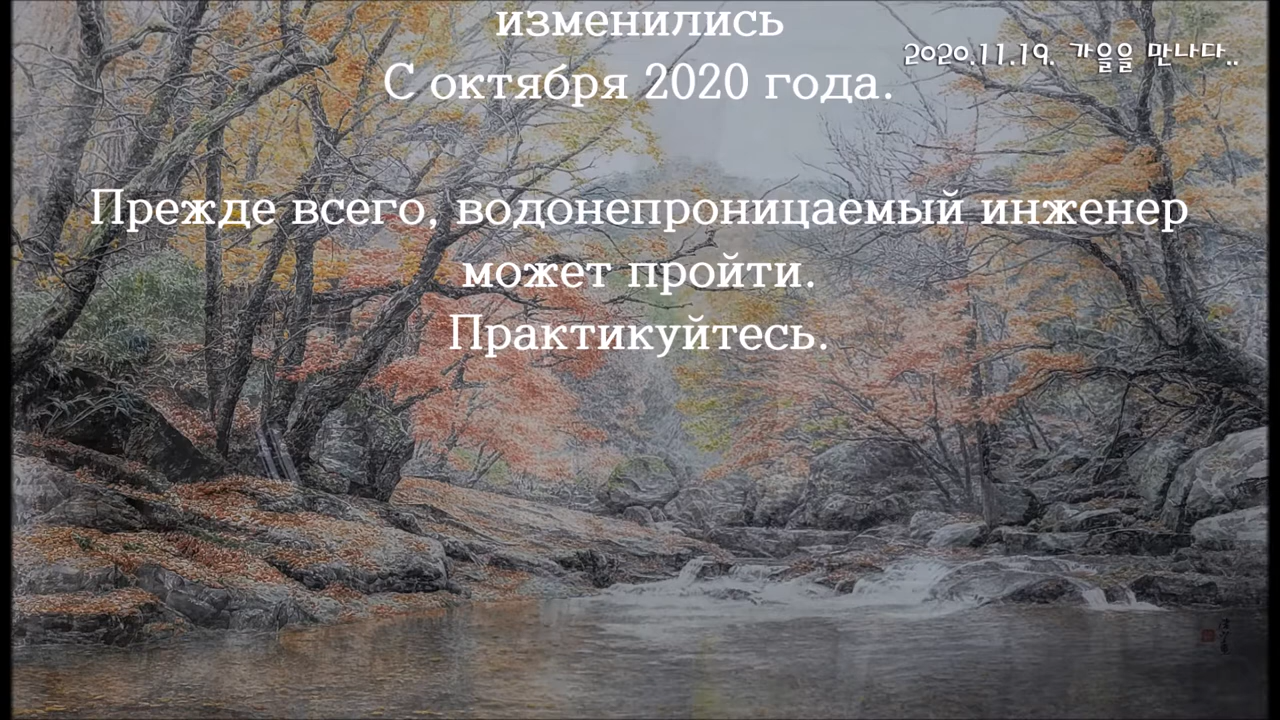 изменились
2020.11.19. 가을을 만나다..
С октября 2020 года.
Прежде всего, водонепроницаемый инженер
может пройти.
Практикуйтесь.